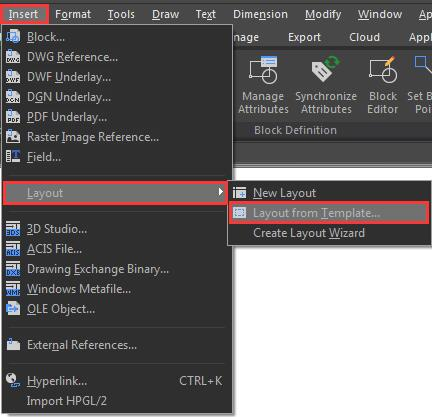 Insert Format Tools Draw Text Dimension Modify Window
nage Export Cloud
Block...
DWG Reference...
DWF Underlay...
DGN Underlay...
PDF Underlay...
Raster Image Reference...
Field...
Layout
3D Studio...
ACIS File...
Drawing Exchange Binary...
Windows Metafile...
OLE Object...
External References...
Hyperlink... CTRL+K
Import HPGL/2
New Layout
Layout from Template...
Create Layout Wizard
Manage Synchronize Block Set B
Attributes Attributes Editor Poi
Block Definition